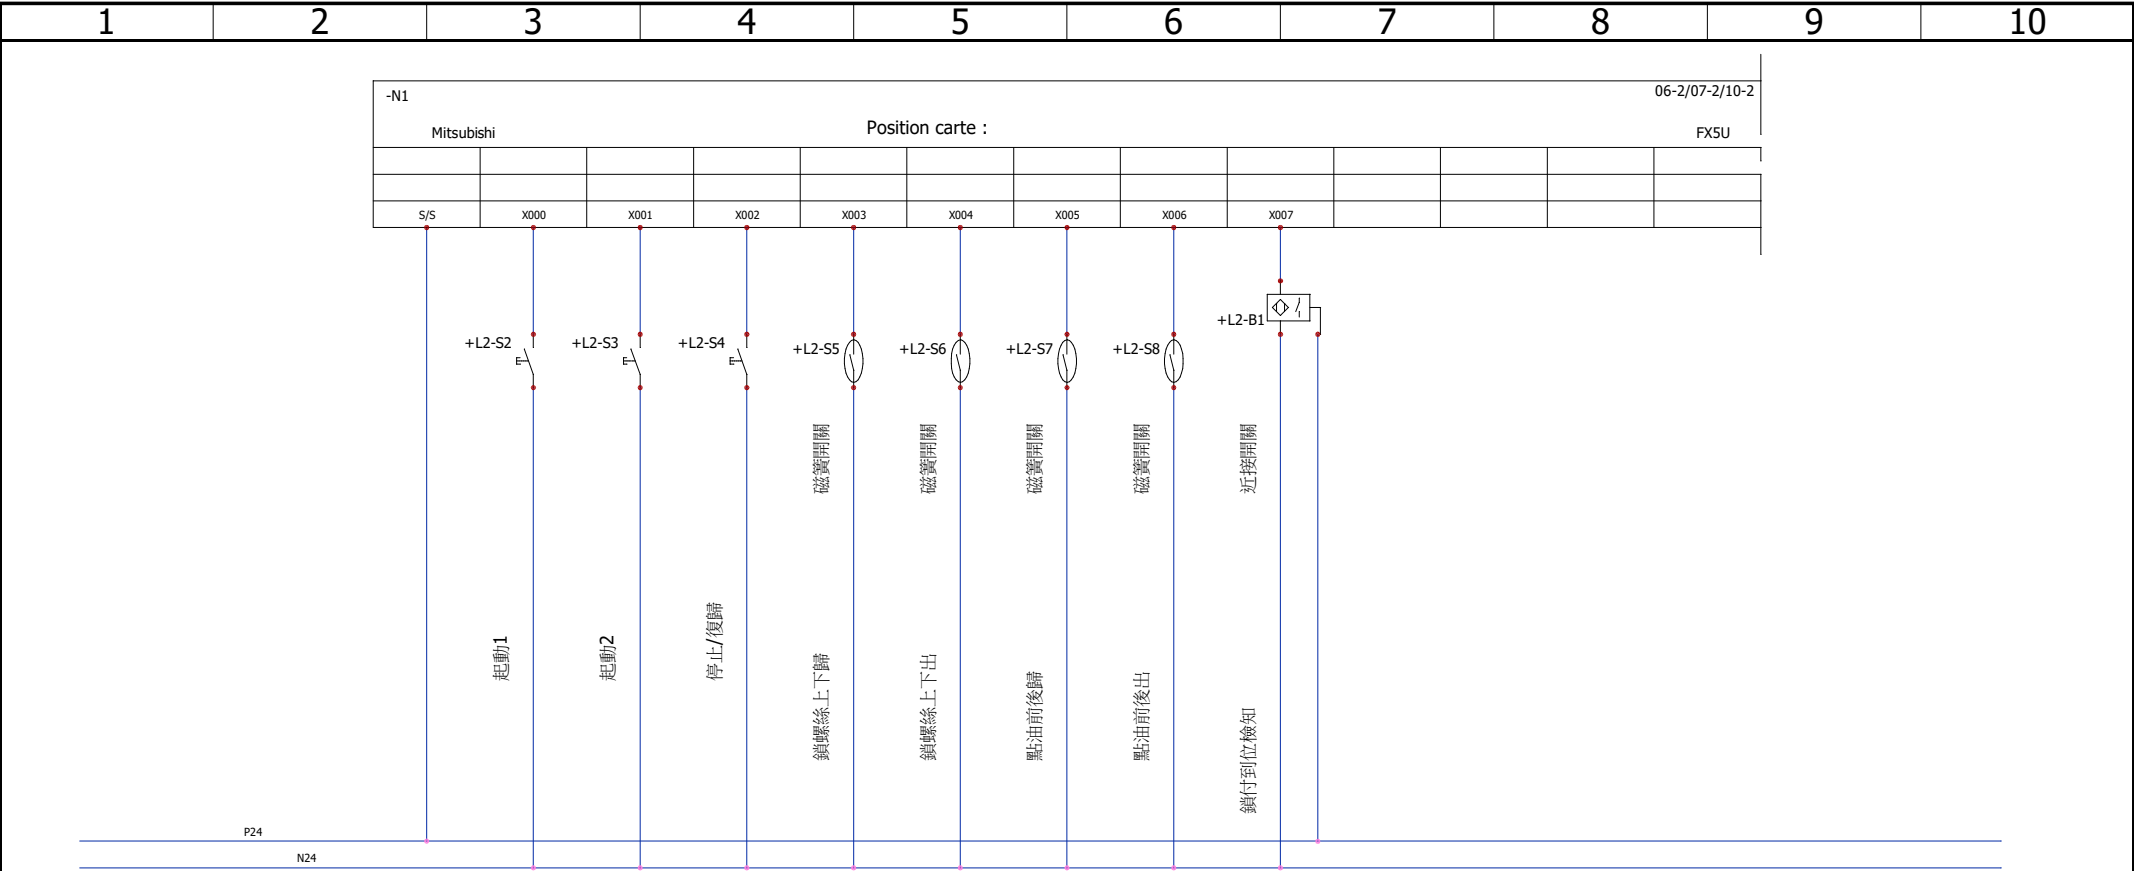 1 2 3 4 5 6 7 8 9 10
-N1 06-2/07-2/10-2
Mitsubishi Position carte : FX5U
S/S X000 X001 X002 X003 X004 X005 X006 X007
+L2-B1
+L2-S2 +L2-S3 +L2-S4 +L2-S5 +L2-S6 +L2-S7 +L2-S8
磁簧開關
磁簧開關
磁簧開關
磁簧開關
近接開關
起動1
起動2
停止/復歸
鎖螺絲上下歸
鎖螺絲上下出
點油前後歸
點油前後出
鎖付到位檢知
P24
N24